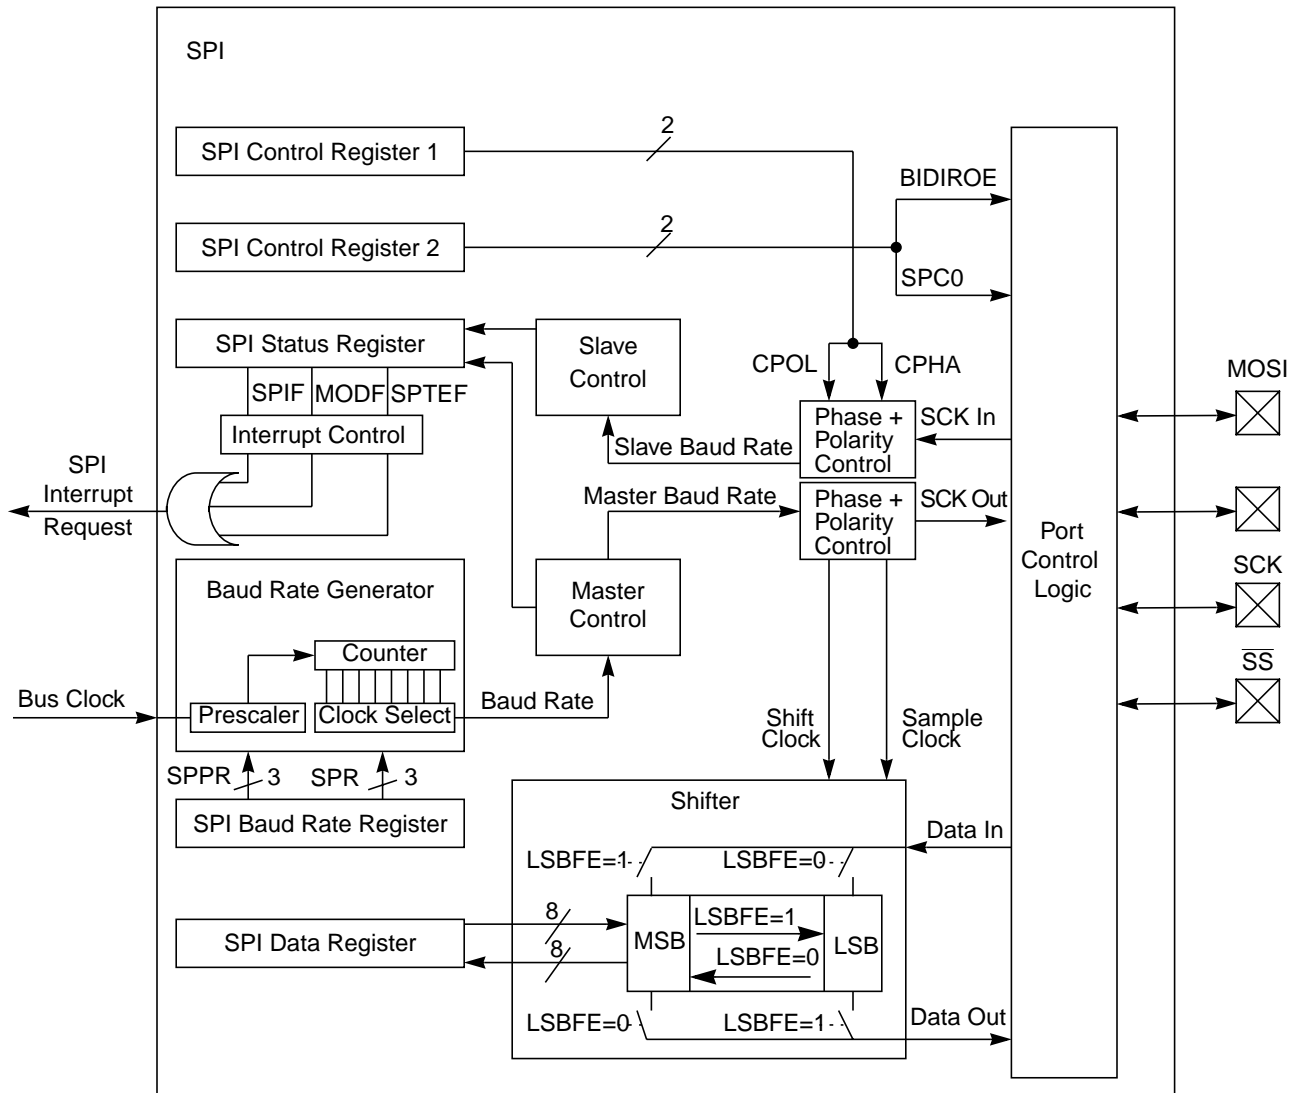 SPI
2
SPI Control Register 1
BIDIROE
2
SPI Control Register 2
SPC0
SPI Status Register
Slave
Control
CPOL
CPHA
MOSI
SPIF
MODF
SPTEF
Interrupt Control
Phase +
Polarity
Control
SCK In
Slave Baud Rate
SPI
Interrupt
Request
Master Baud Rate
Phase +
Polarity
Control
SCK Out
Port
Control
Logic
SCK
Baud Rate Generator
Master
Control
Counter
SS
Bus Clock
Prescaler
Clock Select
Baud Rate
Shift
Clock
Sample
Clock
SPPR
3
SPR
3
SPI Baud Rate Register
Shifter
Data In
LSBFE=1
LSBFE=0
SPI Data Register
8
8
MSB
LSBFE=1
LSBFE=0
LSB
LSBFE=0
LSBFE=1
Data Out